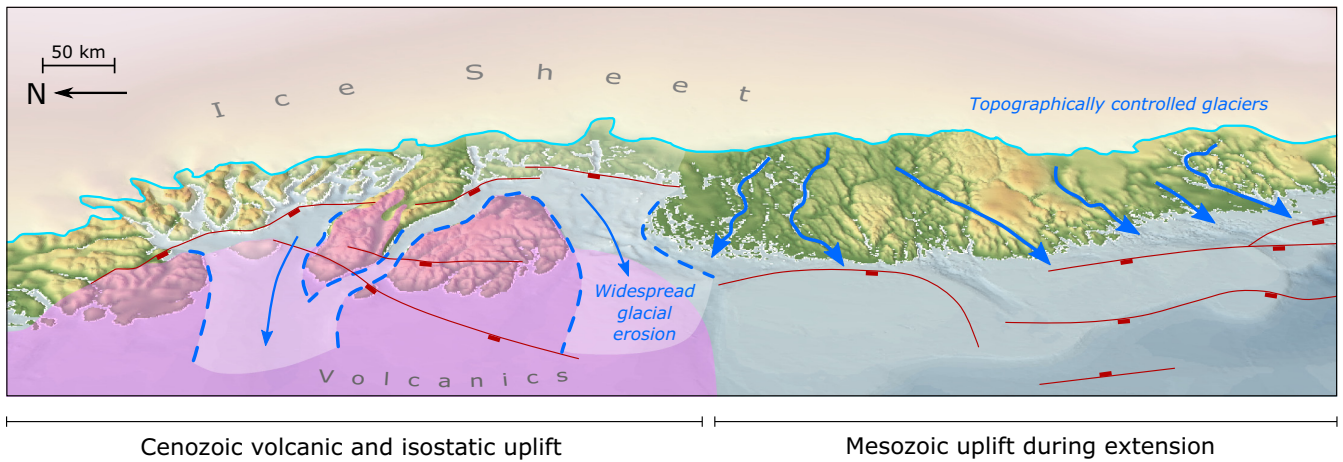 50 km
N
Ice Sheet
Topographically controlled glaciers
Widespread
glacial
erosion
Volcanics
Cenozoic volcanic and isostatic uplift
Mesozoic uplift during extension